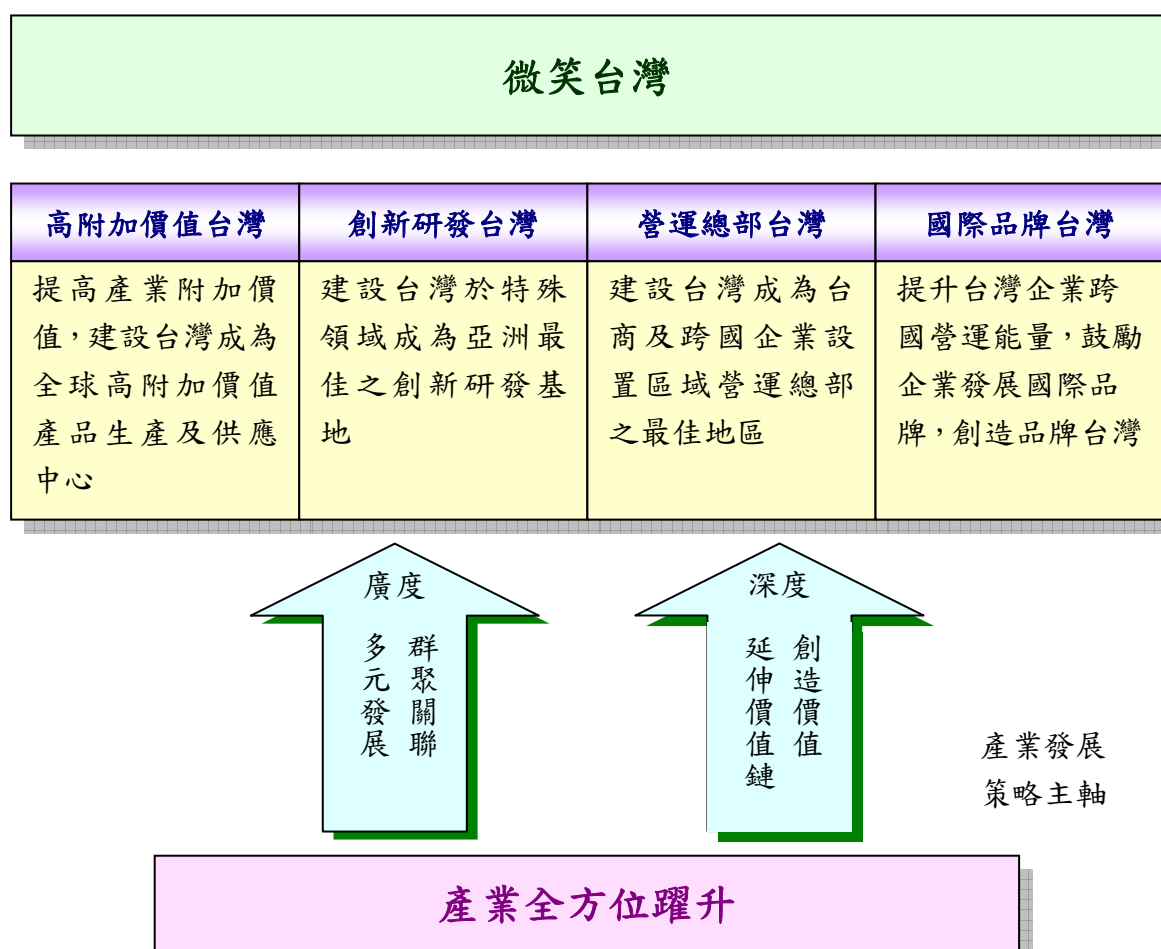 微笑台灣
高附加價值台灣
提高產業附加價
值，建設台灣成為
全球高附加價值
產品生產及供應
中心
創新研發台灣
建設台灣於特殊
領域成為亞洲最
佳之創新研發基
地
營運總部台灣
建設台灣成為台
商及跨國企業設
置區域營運總部
之最佳地區
國際品牌台灣
提升台灣企業跨
國營運能量，鼓勵
企業發展國際品
牌，創造品牌台灣
廣度
群聚關聯
多元發展
深度
創造價值
延伸價值鏈
產業發展
策略主軸
產業全方位躍升